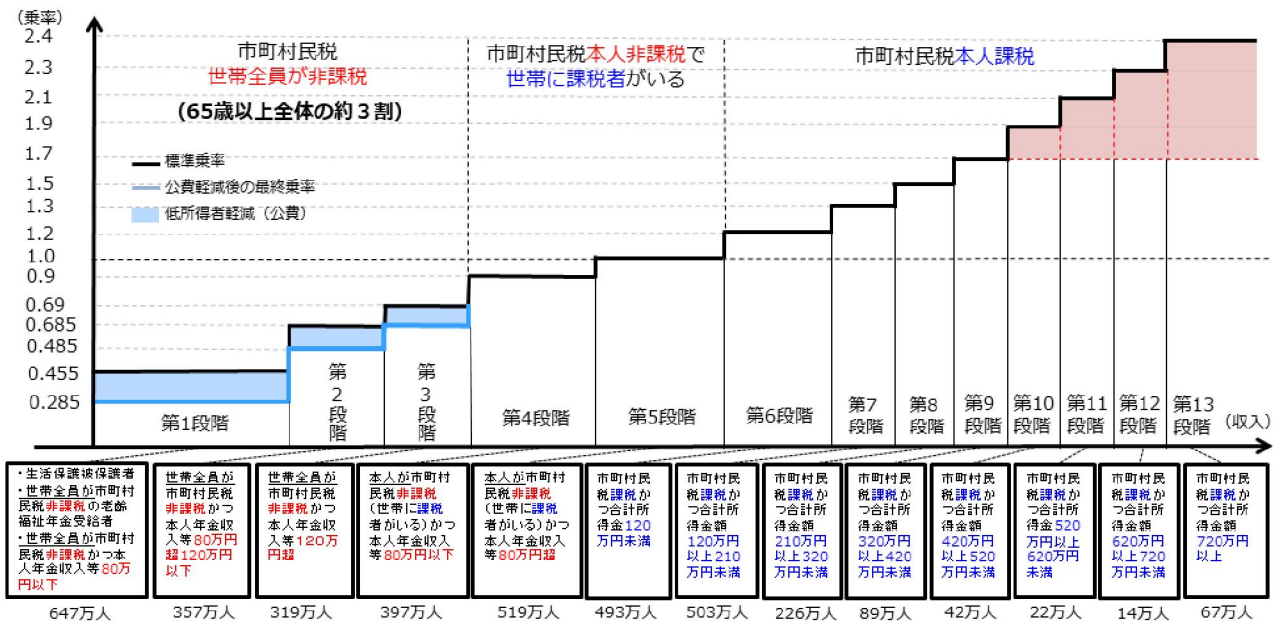 (乗率)
2.4
2.3
2.1
1.9
1.7
1.5
1.3
1.2
1.0
0.9
0.69
0.685
0.485
0.455
0.285
市町村民税
世帯全員が非課税
(65歳以上全体の約3割)
市町村民税本人非課税で
世帯に課税者がいる
市町村民税本人課税
標準乗率
公費軽減後の最終乗率
低所得者軽減(公費)
第1段階
第
2
段
階
第
3
段
階
第4段階
第5段階
第6段階
第7
段階
第8
段階
第9
段階
第10
段階
第11
段階
第12
段階
第13
段階
(収入)
・生活保護被保護者
・世帯全員が市町村
民税非課税の老齢
福祉年金受給者
・世帯全員が市町村
民税非課税かつ本
人年金収入等80万
円以下
世帯全員が
市町村民税
非課税かつ
本人年金収
入等80万円
超120万円
以下
世帯全員が
市町村民税
非課税かつ
本人年金収
入等120万
円超
本人が市町村
民税非課税
(世帯に課税
者がいる)かつ
本人年金収入
等80万円以下
本人が市町村
民税非課税
(世帯に課税
者がいる)かつ
本人年金収入
等80万円超
市町村民
税課税か
つ合計所
得金額120
万円未満
市町村民
税課税か
つ合計所
得金額
120万円
以上210
万円未満
市町村民
税課税か
つ合計所
得金額
210万円
以上320
万円未満
市町村民
税課税か
つ合計所
得金額
320万円
以上420
万円未満
市町村民
税課税か
つ合計所
得金額
420万円
以上520
万円未満
市町村民
税課税か
つ合計所
得金額520
万円以上
620万円
未満
市町村民
税課税か
つ合計所
得金額
620万円
以上720
万円未満
市町村民
税課税か
つ合計所
得金額
720万円
以上
647万人
357万人
319万人
397万人
519万人
493万人
503万人
226万人
89万人
42万人
22万人
14万人
67万人